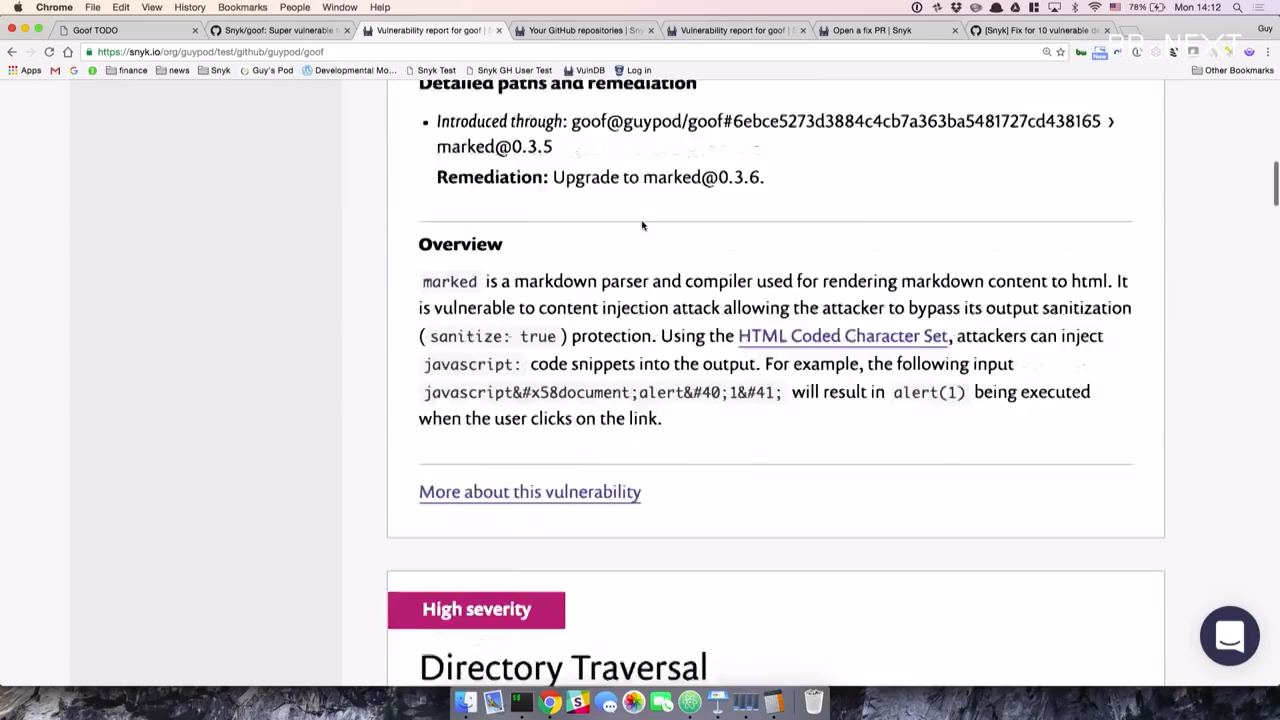 Chrome File Edit View History Bookmarks People Window Help 78% Mon 14:12
Goof TODO Snyk/goof: Super vulnerable Vulnerability report for goof | Your GitHub repositories | Sny Vulnerability report for goof | Open a fix PR | Snyk [Snyk] Fix for 10 vulnerable de Guy
https://snyk.io/org/guypod/test/github/guypod/goof
Apps finance news Snyk Guy's Pod Developmental Mo... Snyk Test Snyk GH User Test VulnDB Log in Other Bookmarks
Detailed paths and remediation
Introduced through: goof@guypod/goof#6ebce5273d3884c4cb7a363ba5481727cd438165 ›
marked@0.3.5
Remediation: Upgrade to marked@0.3.6.
Overview
marked is a markdown parser and compiler used for rendering markdown content to html. It
is vulnerable to content injection attack allowing the attacker to bypass its output sanitization
( sanitize: true ) protection. Using the HTML Coded Character Set, attackers can inject
javascript: code snippets into the output. For example, the following input
javascript&#x58document;alert&#40;1&#41; will result in alert(1) being executed
when the user clicks on the link.
More about this vulnerability
High severity
Directory Traversal